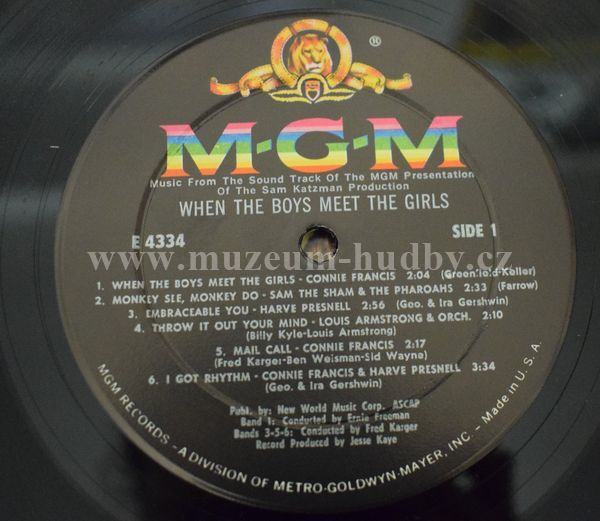 ®
M-G-M
Music From The Sound Track Of The MGM Presentation
Of The Sam Katzman Production
WHEN THE BOYS MEET THE GIRLS
E 4334 SIDE 1
www.muzeum-hudby.cz
1. WHEN THE BOYS MEET THE GIRLS - CONNIE FRANCIS 2:04 (Greenfield-Keller)
2. MONKEY SEE, MONKEY DO - SAM THE SHAM & THE PHAROAHS 2:33 (Farrow)
3. EMBRACEABLE YOU - HARVE PRESNELL 2:56 (Geo. & Ira Gershwin)
4. THROW IT OUT YOUR MIND - LOUIS ARMSTRONG & ORCH. 2:10
(Billy Kyle-Louis Armstrong)
5. MAIL CALL - CONNIE FRANCIS 2:17
(Fred Karger-Ben Weisman-Sid Wayne)
6. I GOT RHYTHM - CONNIE FRANCIS & HARVE PRESNELL 3:34
(Geo. & Ira Gershwin)
Publ. by: New World Music Corp. ASCAP
Band 1: Conducted by Ernie Freeman
Bands 3-5-6: Conducted by Fred Karger
Record Produced by Jesse Kaye
MGM RECORDS - A DIVISION OF METRO-GOLDWYN-MAYER, INC. - Made in U. S. A.